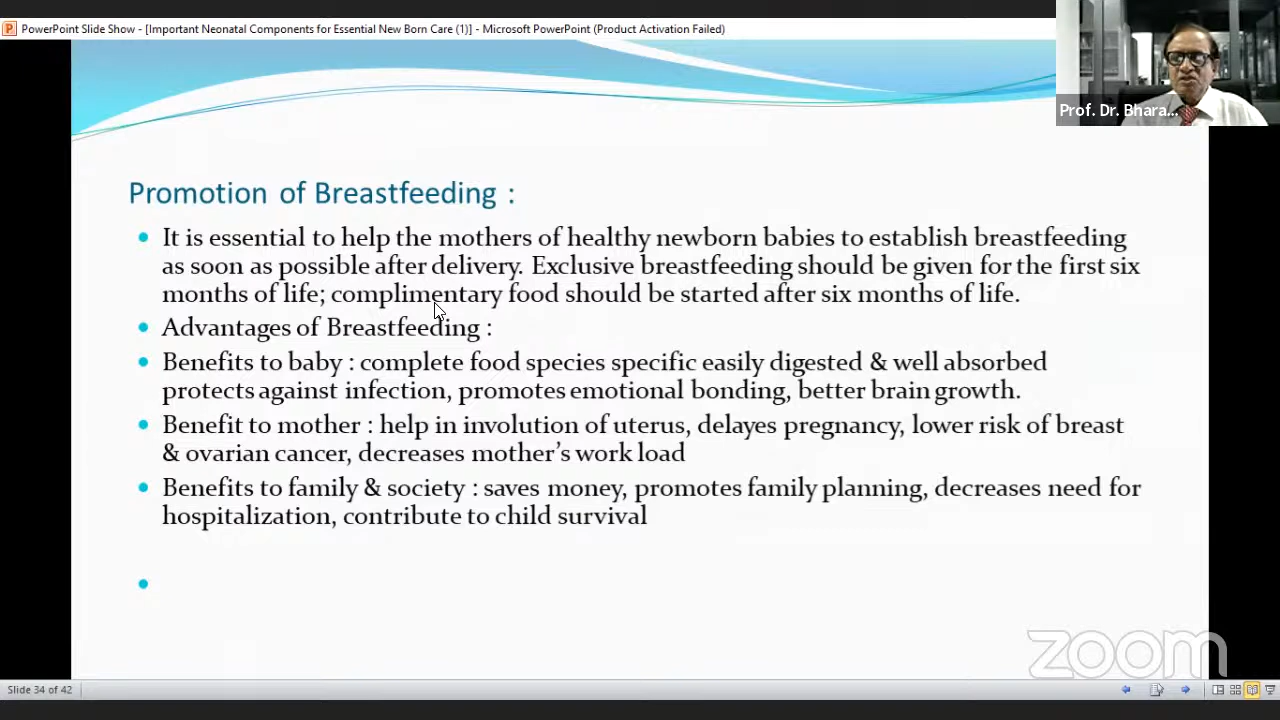 PowerPoint Slide Show - [Important Neonatal Components for Essential New Born Care (1)] - Microsoft PowerPoint (Product Activation Failed)
Prof. Dr. Bhara...
Promotion of Breastfeeding :
It is essential to help the mothers of healthy newborn babies to establish breastfeeding
as soon as possible after delivery. Exclusive breastfeeding should be given for the first six
months of life; complimentary food should be started after six months of life.
Advantages of Breastfeeding :
Benefits to baby : complete food species specific easily digested & well absorbed
protects against infection, promotes emotional bonding, better brain growth.
Benefit to mother : help in involution of uterus, delayes pregnancy, lower risk of breast
& ovarian cancer, decreases mother's work load
Benefits to family & society : saves money, promotes family planning, decreases need for
hospitalization, contribute to child survival
zoom
Slide 34 of 42